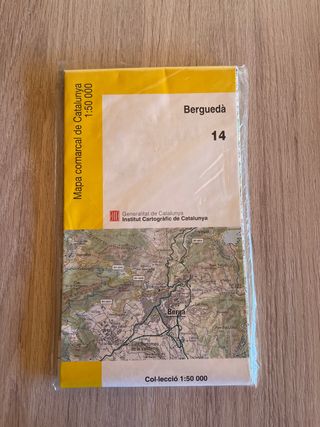 Mapa comarcal de Catalunya
1:50 000
Berguedà
14
Generalitat de Catalunya
Institut Cartogràfic de Catalunya
Berga
Col·lecció 1:50 000